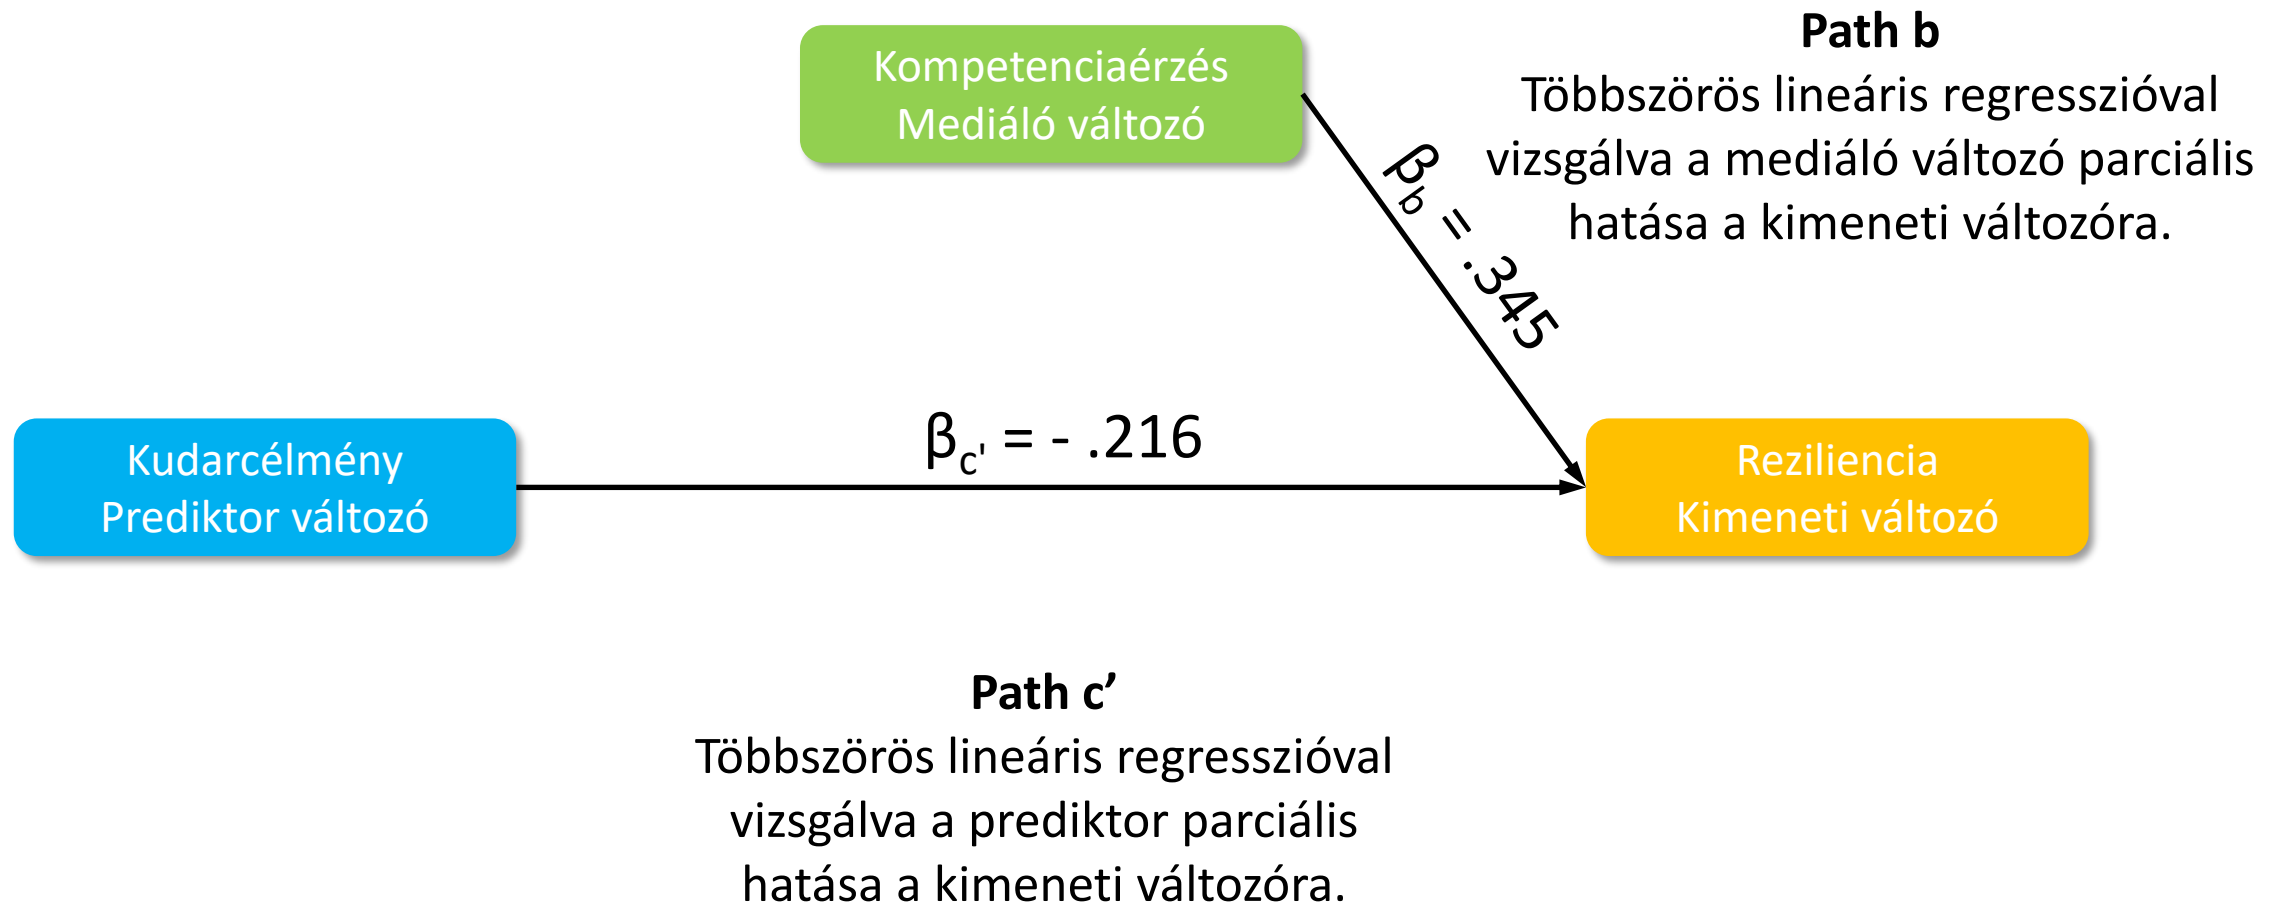 Kompetenciaérzés
Mediáló változó
Path b
Többszörös lineáris regresszióval
vizsgálva a mediáló változó parciális
hatása a kimeneti változóra.
βb = .345
Kudarcélmény
Prediktor változó
βc' = - .216
Reziliencia
Kimeneti változó
Path c’
Többszörös lineáris regresszióval
vizsgálva a prediktor parciális
hatása a kimeneti változóra.